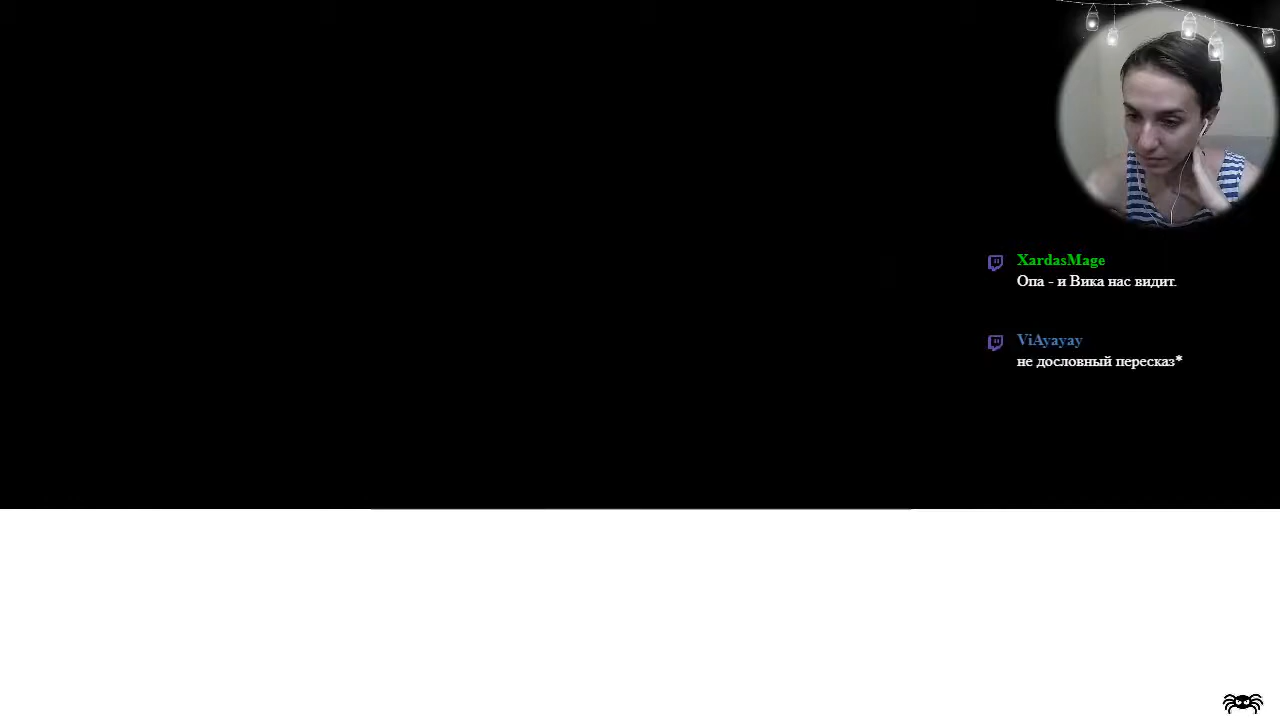 XardasMage
Опа - и Вика нас видит.
ViAyayay
не дословный пересказ*